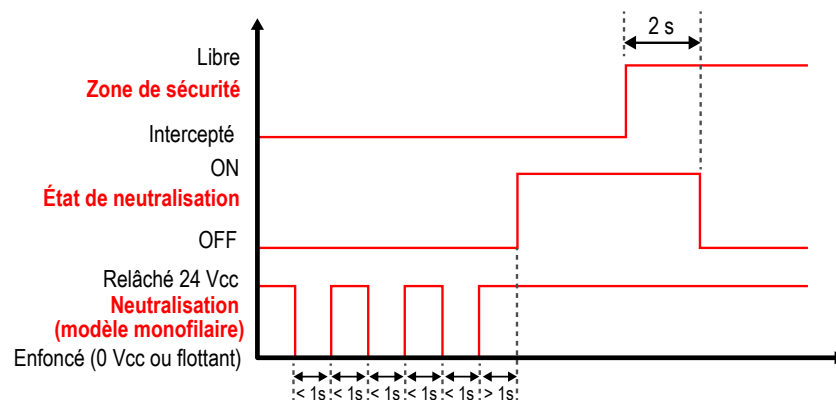 2 s
Libre
Zone de sécurité
Intercepté
ON
État de neutralisation
OFF
Relâché 24 Vcc
Neutralisation
(modèle monofilaire)
Enfoncé (0 Vcc ou flottant)
< 1s < 1s < 1s < 1s < 1s > 1s